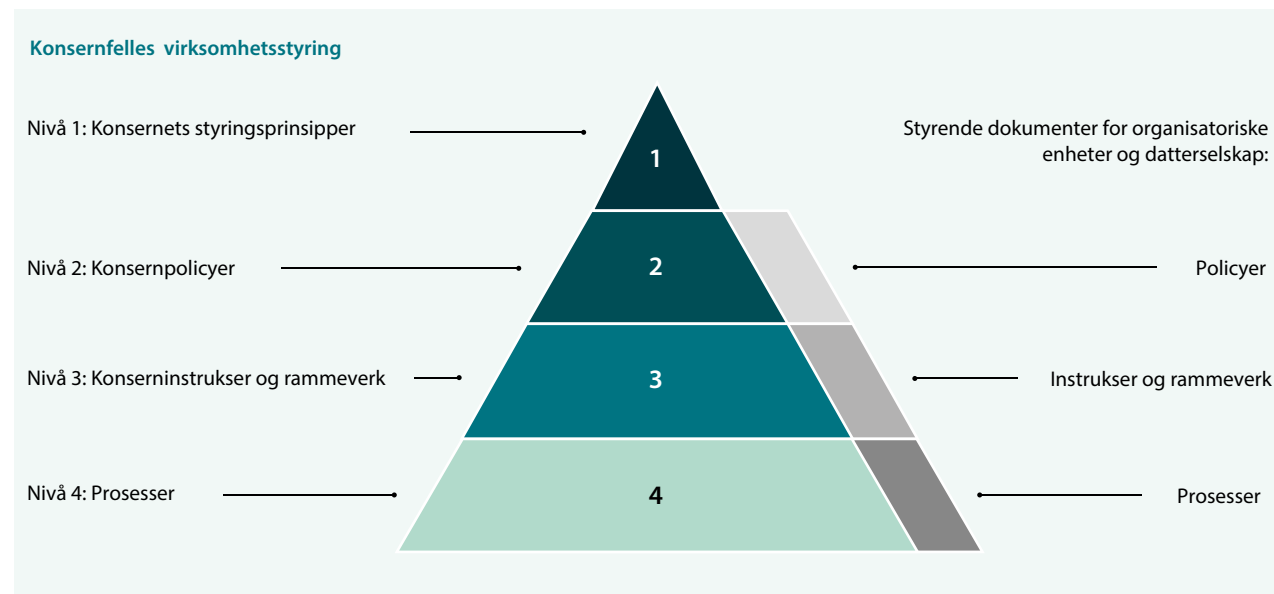 Konsernfelles virksomhetsstyring
Nivå 1: Konsernets styringsprinsipper
1
Styrende dokumenter for organisatoriske
enheter og datterselskap:
Nivå 2: Konsernpolicyer
2
Policyer
Nivå 3: Konserninstrukser og rammeverk
3
Instrukser og rammeverk
Nivå 4: Prosesser
4
Prosesser